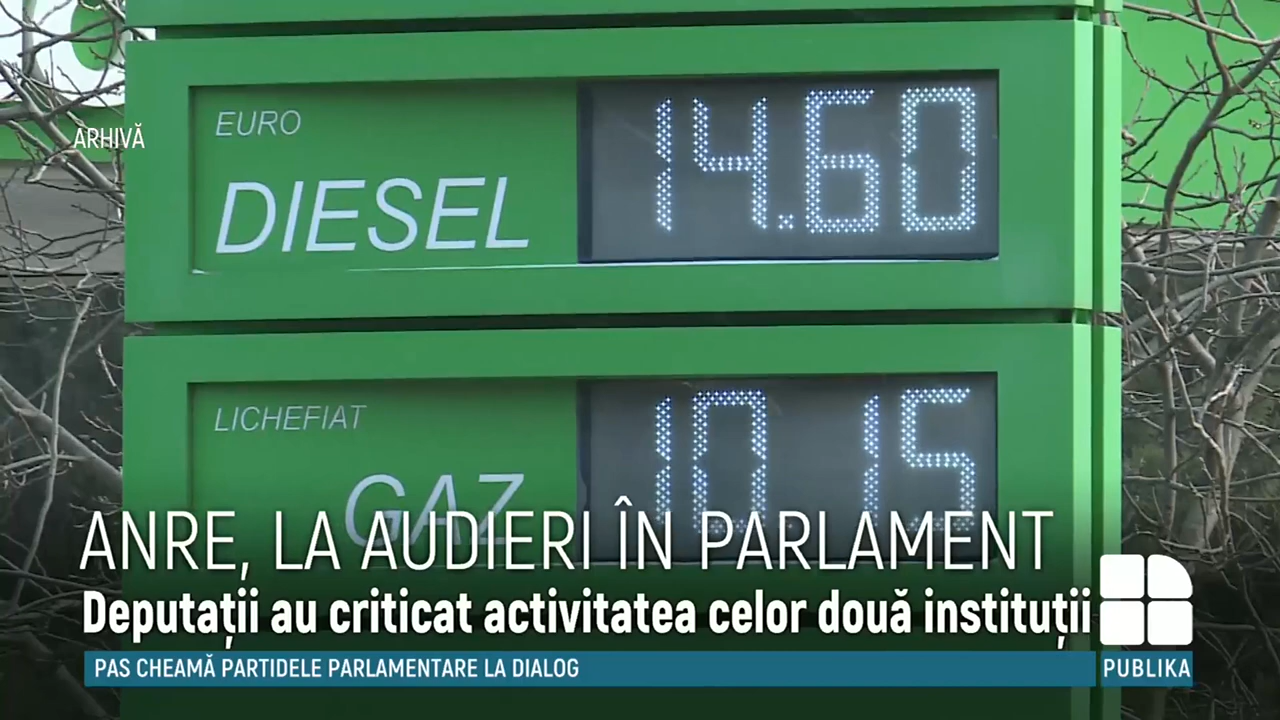 ARHIVĂ
EURO
DIESEL
14.60
LICHEFIAT
GAZ
10.15
ANRE, LA AUDIERI ÎN PARLAMENT
Deputații au criticat activitatea celor două instituții
PAS CHEAMĂ PARTIDELE PARLAMENTARE LA DIALOG
PUBLIKA